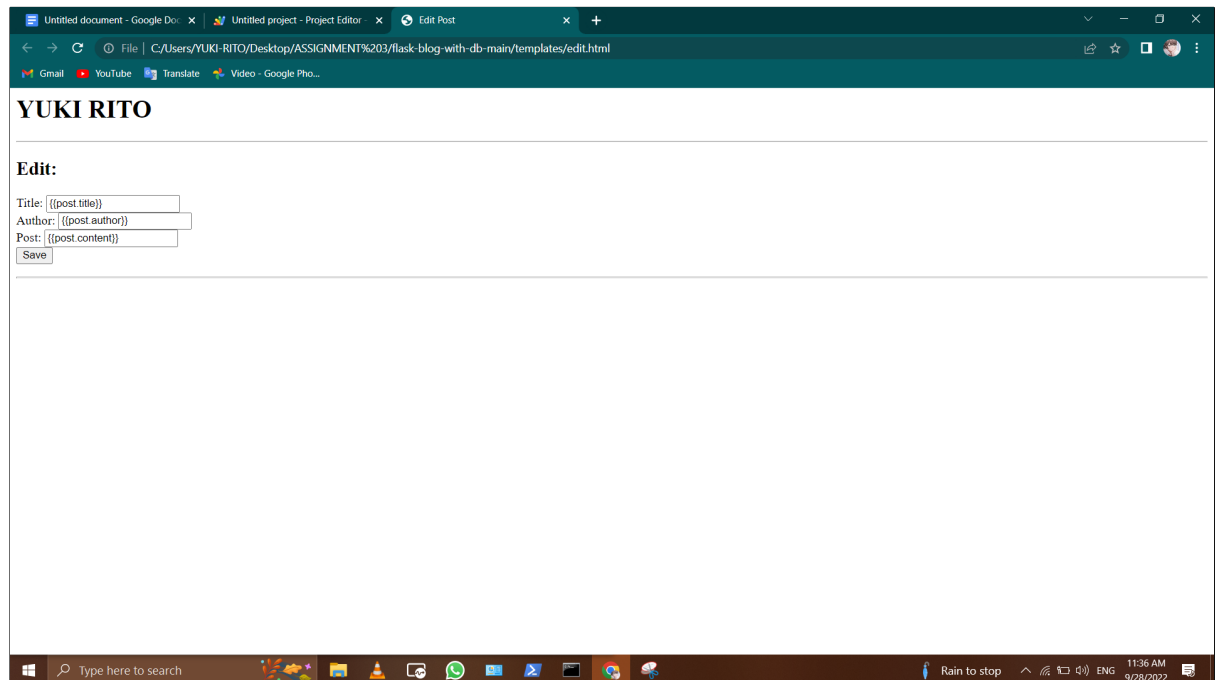 Untitled document - Google Doc
Untitled project - Project Editor -
Edit Post
File | C:/Users/YUKI-RITO/Desktop/ASSIGNMENT%203/flask-blog-with-db-main/templates/edit.html
Gmail YouTube Translate Video - Google Pho...
YUKI RITO
Edit:
Title: {{post.title}}
Author: {{post.author}}
Post: {{post.content}}
Save
Type here to search
Rain to stop
ENG
11:36 AM
9/28/2022